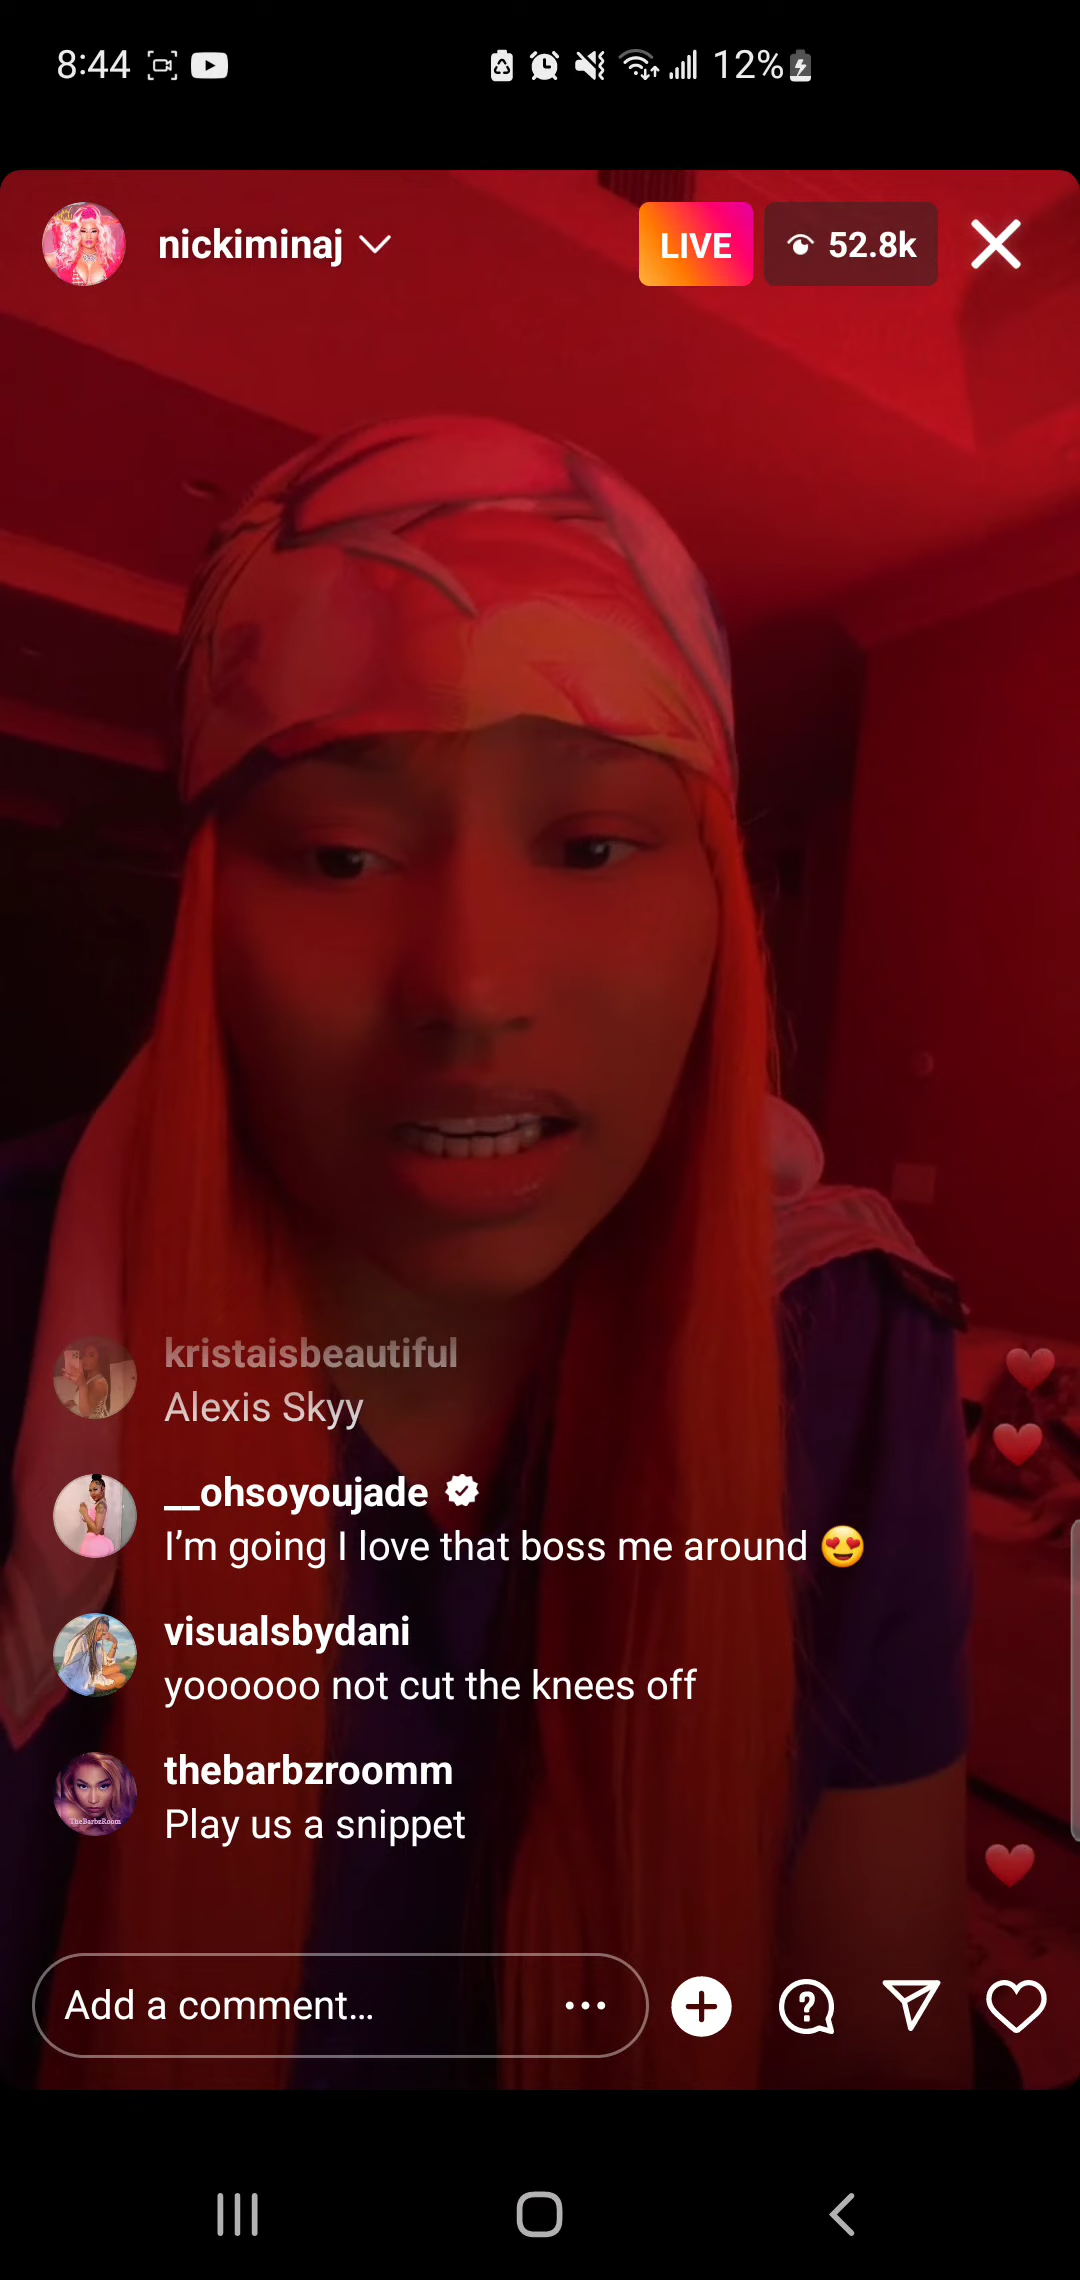 8:44
12%
nickiminaj
LIVE
52.8k
kristaisbeautiful
Alexis Skyy
__ohsoyoujade
I’m going I love that boss me around 😍
visualsbydani
yoooooo not cut the knees off
TheBarbzRoom
thebarbzroomm
Play us a snippet
Add a comment...